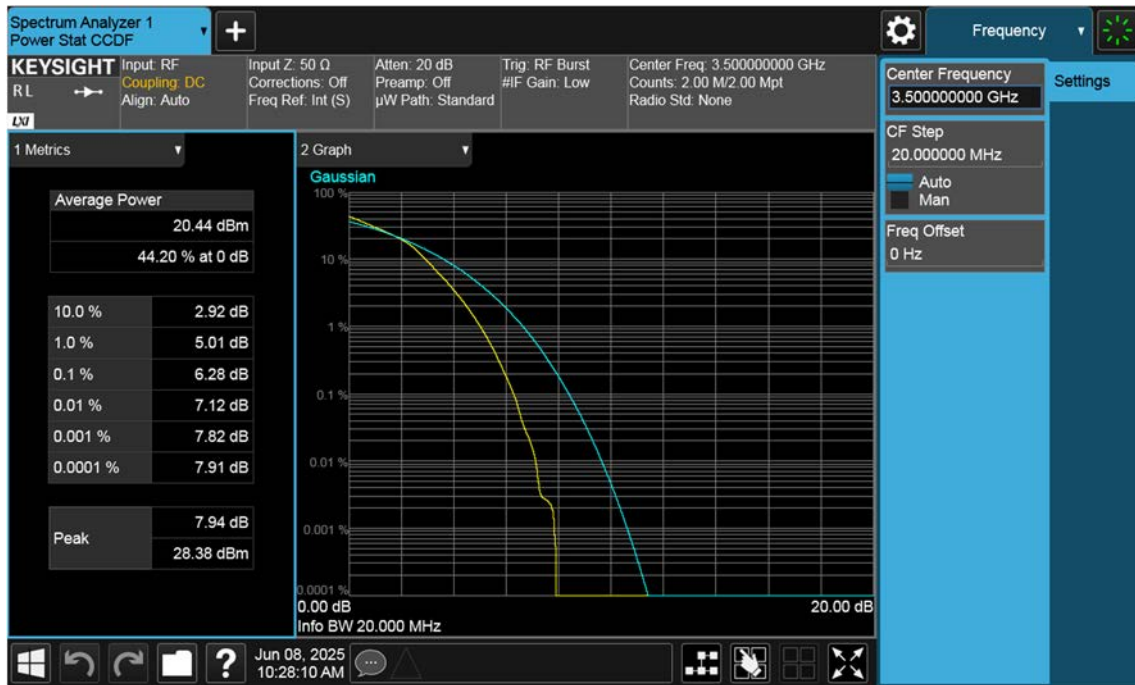 Spectrum Analyzer 1
Power Stat CCDF
Frequency
KEYSIGHT
RL
LXI
Input: RF
Coupling: DC
Align: Auto
Input Z: 50 Ω
Corrections: Off
Freq Ref: Int (S)
Atten: 20 dB
Preamp: Off
µW Path: Standard
Trig: RF Burst
#IF Gain: Low
Center Freq: 3.500000000 GHz
Counts: 2.00 M/2.00 Mpt
Radio Std: None
Center Frequency
3.500000000 GHz
Settings
CF Step
20.000000 MHz
Auto
Man
Freq Offset
0 Hz
1 Metrics
Average Power
20.44 dBm
44.20 % at 0 dB
10.0 % 2.92 dB
1.0 % 5.01 dB
0.1 % 6.28 dB
0.01 % 7.12 dB
0.001 % 7.82 dB
0.0001 % 7.91 dB
Peak
7.94 dB
28.38 dBm
2 Graph
Gaussian
100 %
10 %
1 %
0.1 %
0.01 %
0.001 %
0.0001 %
0.00 dB 20.00 dB
Info BW 20.000 MHz
?
Jun 08, 2025
10:28:10 AM